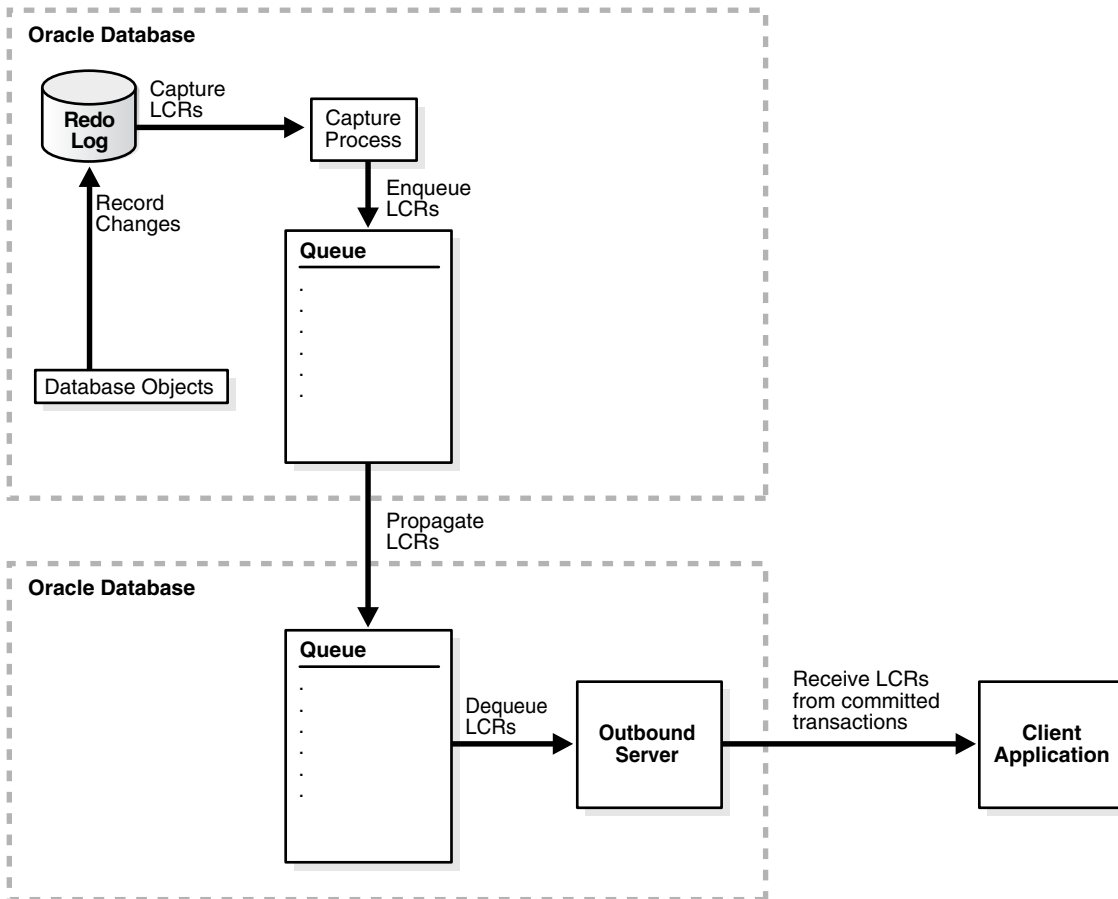 Oracle Database
Capture
LCRs
Redo
Log
Capture
Process
Record
Changes
Enqueue
LCRs
Queue
.
.
.
.
.
.
Database Objects
Propagate
LCRs
Oracle Database
Queue
.
.
.
.
.
.
Dequeue
LCRs
Outbound
Server
Receive LCRs
from committed
transactions
Client
Application